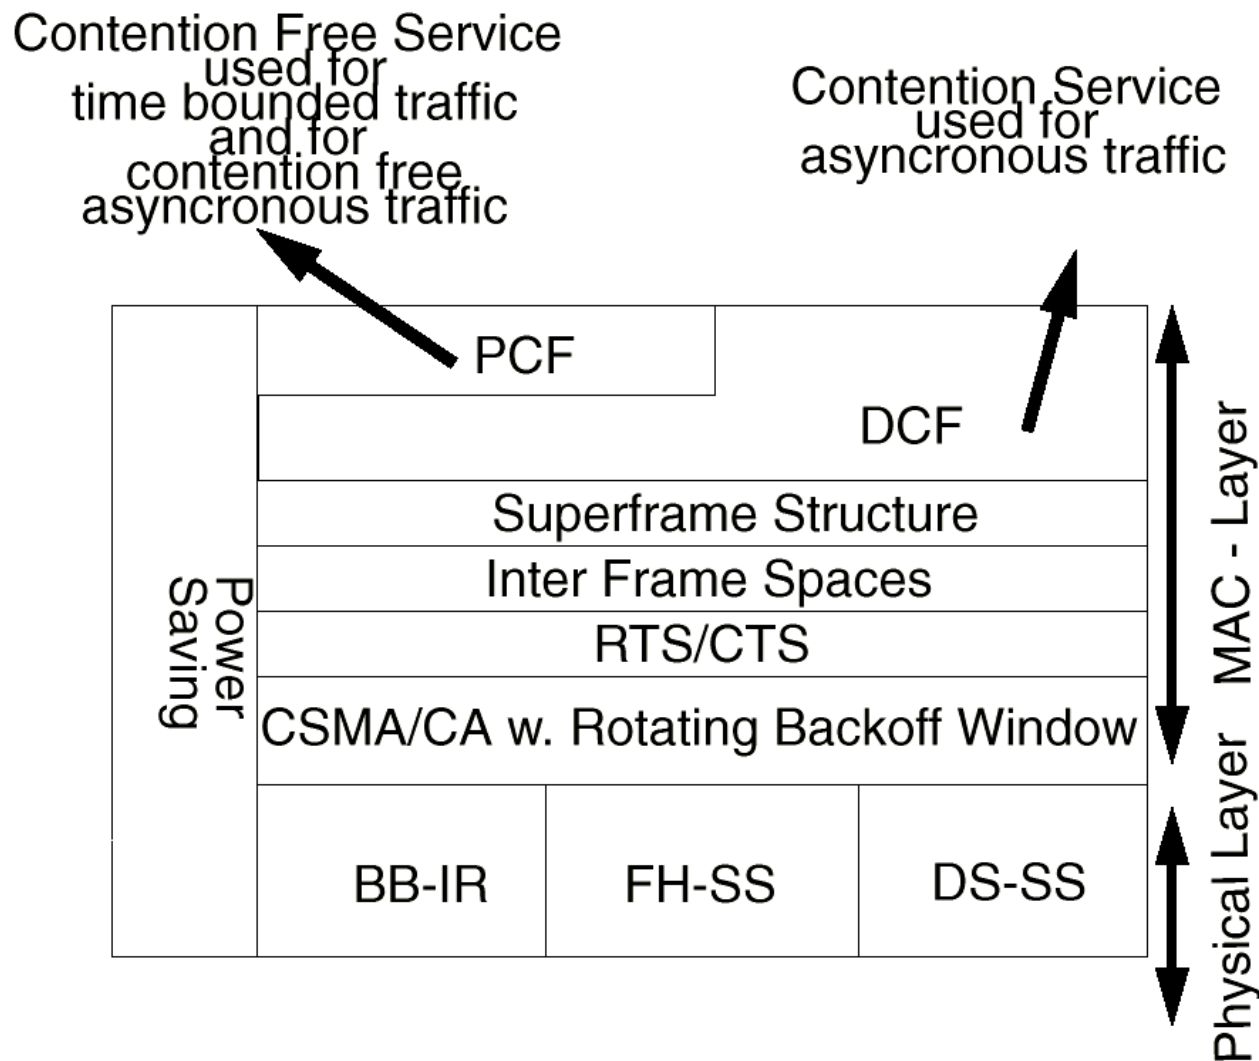 Contention Free Service
used for
time bounded traffic
and for
contention free
asyncronous traffic
Contention Service
used for
asyncronous traffic
PCF
DCF
Superframe Structure
Inter Frame Spaces
RTS/CTS
CSMA/CA w. Rotating Backoff Window
Power
Saving
BB-IR
FH-SS
DS-SS
MAC - Layer
Physical Layer